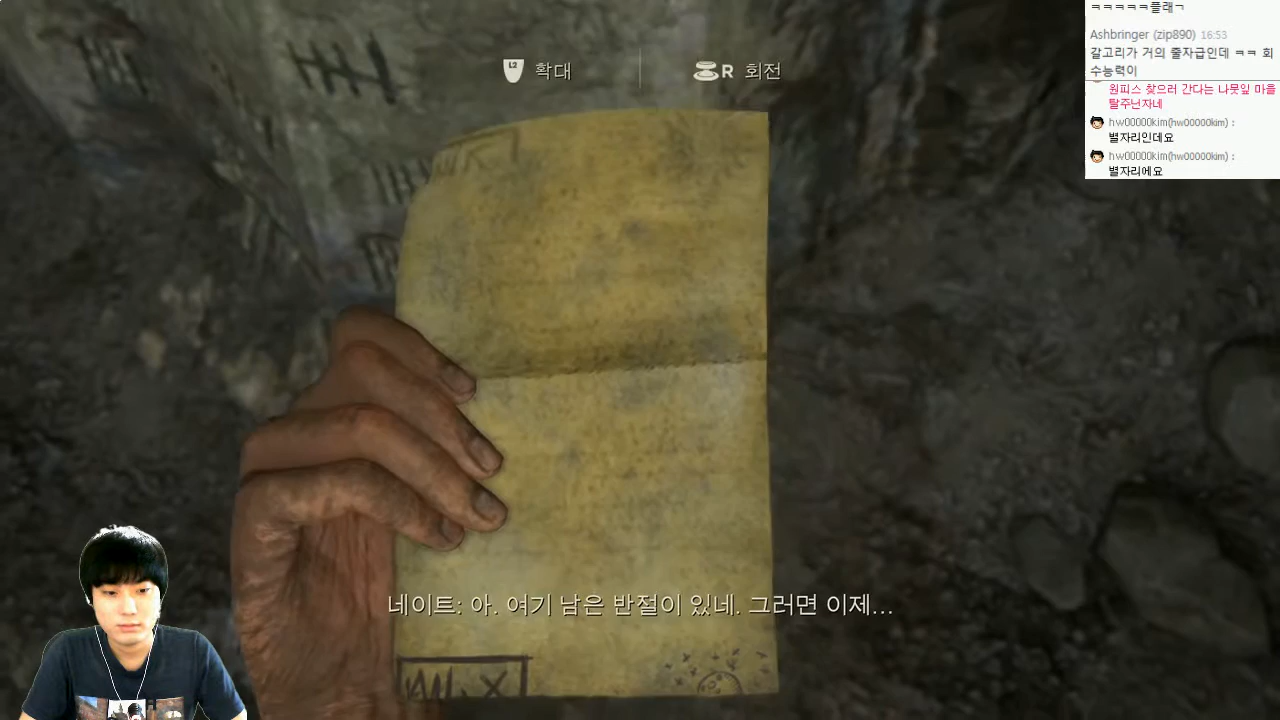 ㅋㅋㅋㅋㅋ플래ㄱ
Ashbringer (zip890) 16:53
갈고리가 거의 줄자급인데 ㅋㅋ 회
수능력이
원피스 찾으러 간다는 나뭇잎 마을
탈주닌자네
hw00000kim(hw00000kim) :
별자리인데요
hw00000kim(hw00000kim) :
별자리에요
L2 확대
R 회전
네이트: 아. 여기 남은 반절이 있네. 그러면 이제...